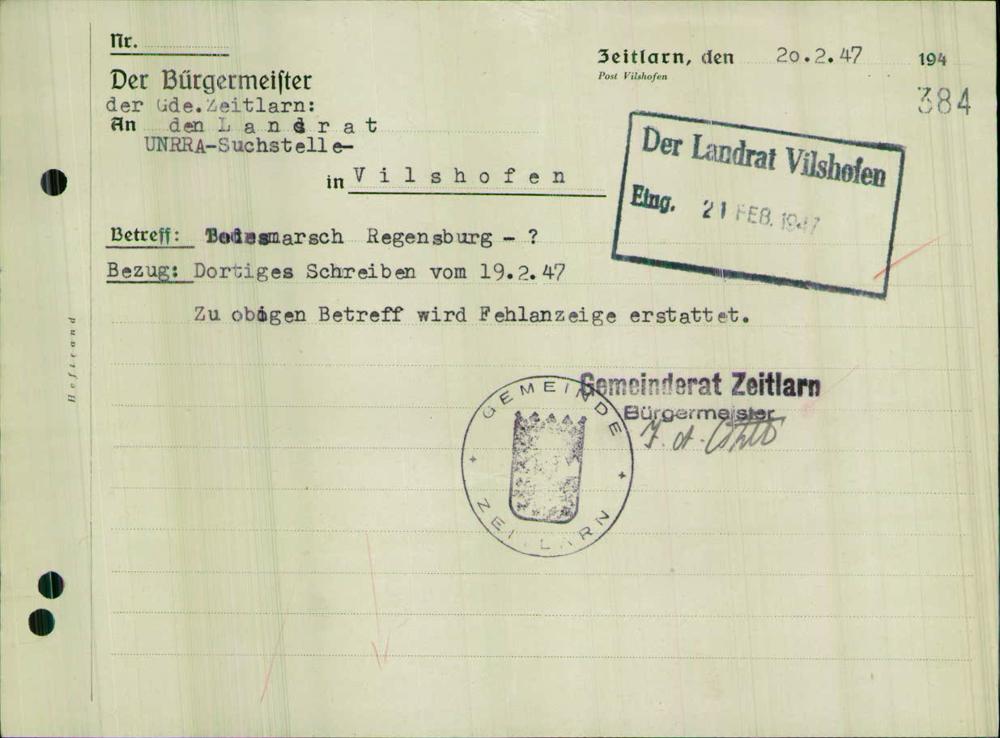 Nr.
Zeitlarn, den 20.2.47 194
Post Vilshofen
384
Der Bürgermeister
der Gde.Zeitlarn:
An den L a n d r a t
UNRRA-Suchstelle-
in V i l s h o f e n
Der Landrat Vilshofen
Eing. 21 FEB. 1947
Betreff: Todesmarsch Regensburg - ?
Bezug: Dortiges Schreiben vom 19.2.47
Zu obigen Betreff wird Fehlanzeige erstattet.
Heftrand
Gemeinderat Zeitlarn
Bürgermeister
GEMEINDE
ZEITLARN